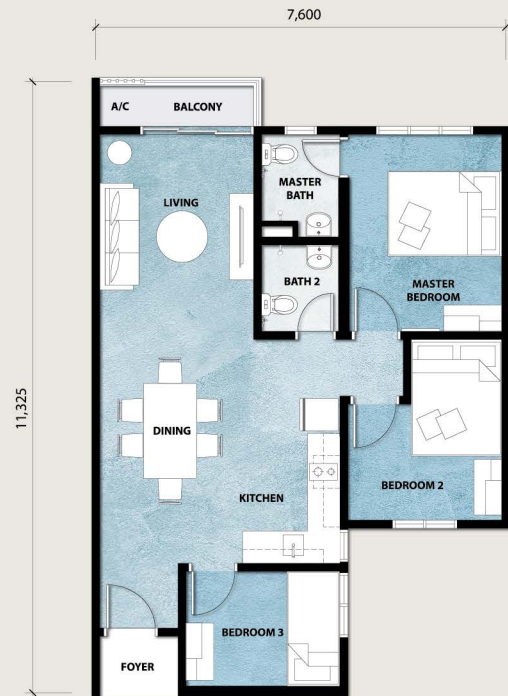 7,600
11,325
A/C
BALCONY
LIVING
MASTER
BATH
BATH 2
MASTER
BEDROOM
DINING
KITCHEN
BEDROOM 2
BEDROOM 3
FOYER